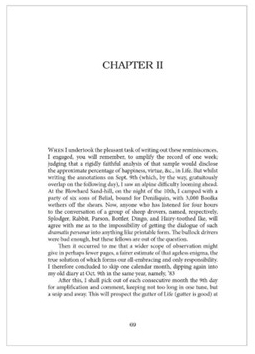 CHAPTER II
WHEN I undertook the pleasant task of writing out these reminiscences,
I engaged, you will remember, to amplify the record of one week;
judging that a rigidly faithful analysis of that sample would disclose
the approximate percentage of happiness, virtue, &c., in Life. But whilst
writing the annotations on Sept. 9th (which, by the way, gratuitously
overlap on the following day), I saw an alpine difficulty looming ahead.
At the Blowhard Sand-hill, on the night of the 10th, I camped with a
party of six sons of Belial, bound for Deniliquin, with 3,000 Boolka
wethers off the shears. Now, anyone who has listened for four hours
to the conversation of a group of sheep drovers, named, respectively,
Splodger, Rabbit, Parson, Bottler, Dingo, and Hairy-toothed Ike, will
agree with me as to the impossibility of getting the dialogue of such
dramatis personæ into anything like printable form. The bullock drivers
were bad enough, but these fellows are out of the question.
Then it occurred to me that a wider scope of observation might
give in perhaps fewer pages, a fairer estimate of that ageless enigma, the
true solution of which forms our all-embracing and only responsibility.
I therefore concluded to skip one calendar month, dipping again into
my old diary at Oct. 9th in the same year, namely, '83
After this, I shall pick out of each consecutive month the 9th day
for amplification and comment, keeping not too long in one tune, but
a snip and away. This will prospect the gutter of Life (gutter is good) at
69